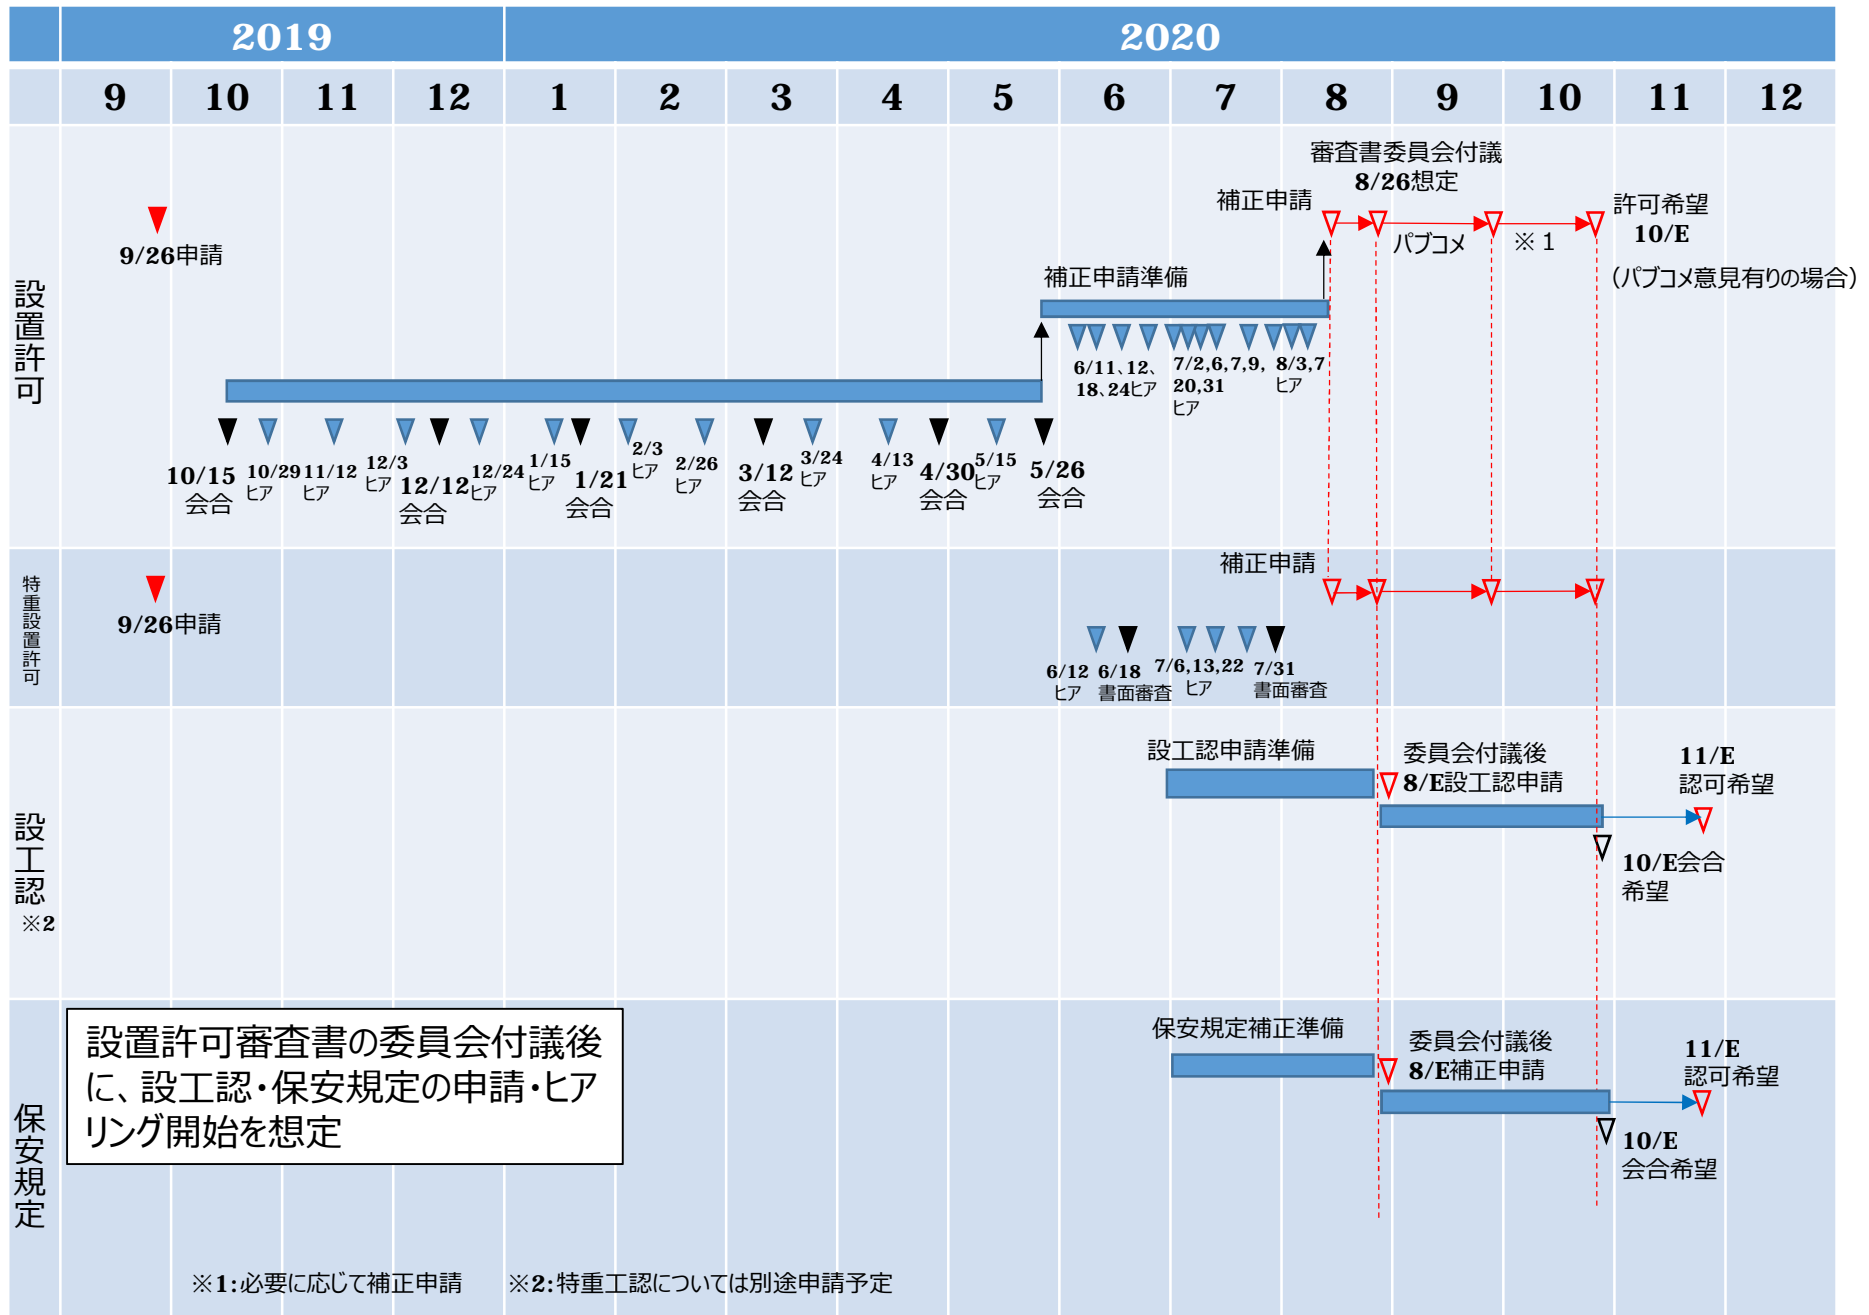 2019
2020
9 10 11 12 1 2 3 4 5 6 7 8 9 10 11 12
設置許可
9/26申請
審査書委員会付議
8/26想定
補正申請
パブコメ
※1
許可希望
10/E
(パブコメ意見有りの場合)
補正申請準備
6/11、12、
18、24ヒア
7/2,6,7,9,
20,31
ヒア
8/3,7
ヒア
10/15
会合
10/29
ヒア
11/12
ヒア
12/3
ヒア
12/12
会合
12/24
ヒア
1/15
ヒア
1/21
会合
2/3
ヒア
2/26
ヒア
3/12
会合
3/24
ヒア
4/13
ヒア
4/30
会合
5/15
ヒア
5/26
会合
特重設置許可
9/26申請
補正申請
6/12
ヒア
6/18
書面審査
7/6,13,22
ヒア
7/31
書面審査
設工認
※2
設工認申請準備
委員会付議後
8/E設工認申請
11/E
認可希望
10/E会合
希望
保安規定
設置許可審査書の委員会付議後
に、設工認・保安規定の申請・ヒア
リング開始を想定
保安規定補正準備
委員会付議後
8/E補正申請
11/E
認可希望
10/E
会合希望
※1:必要に応じて補正申請 ※2:特重工認については別途申請予定